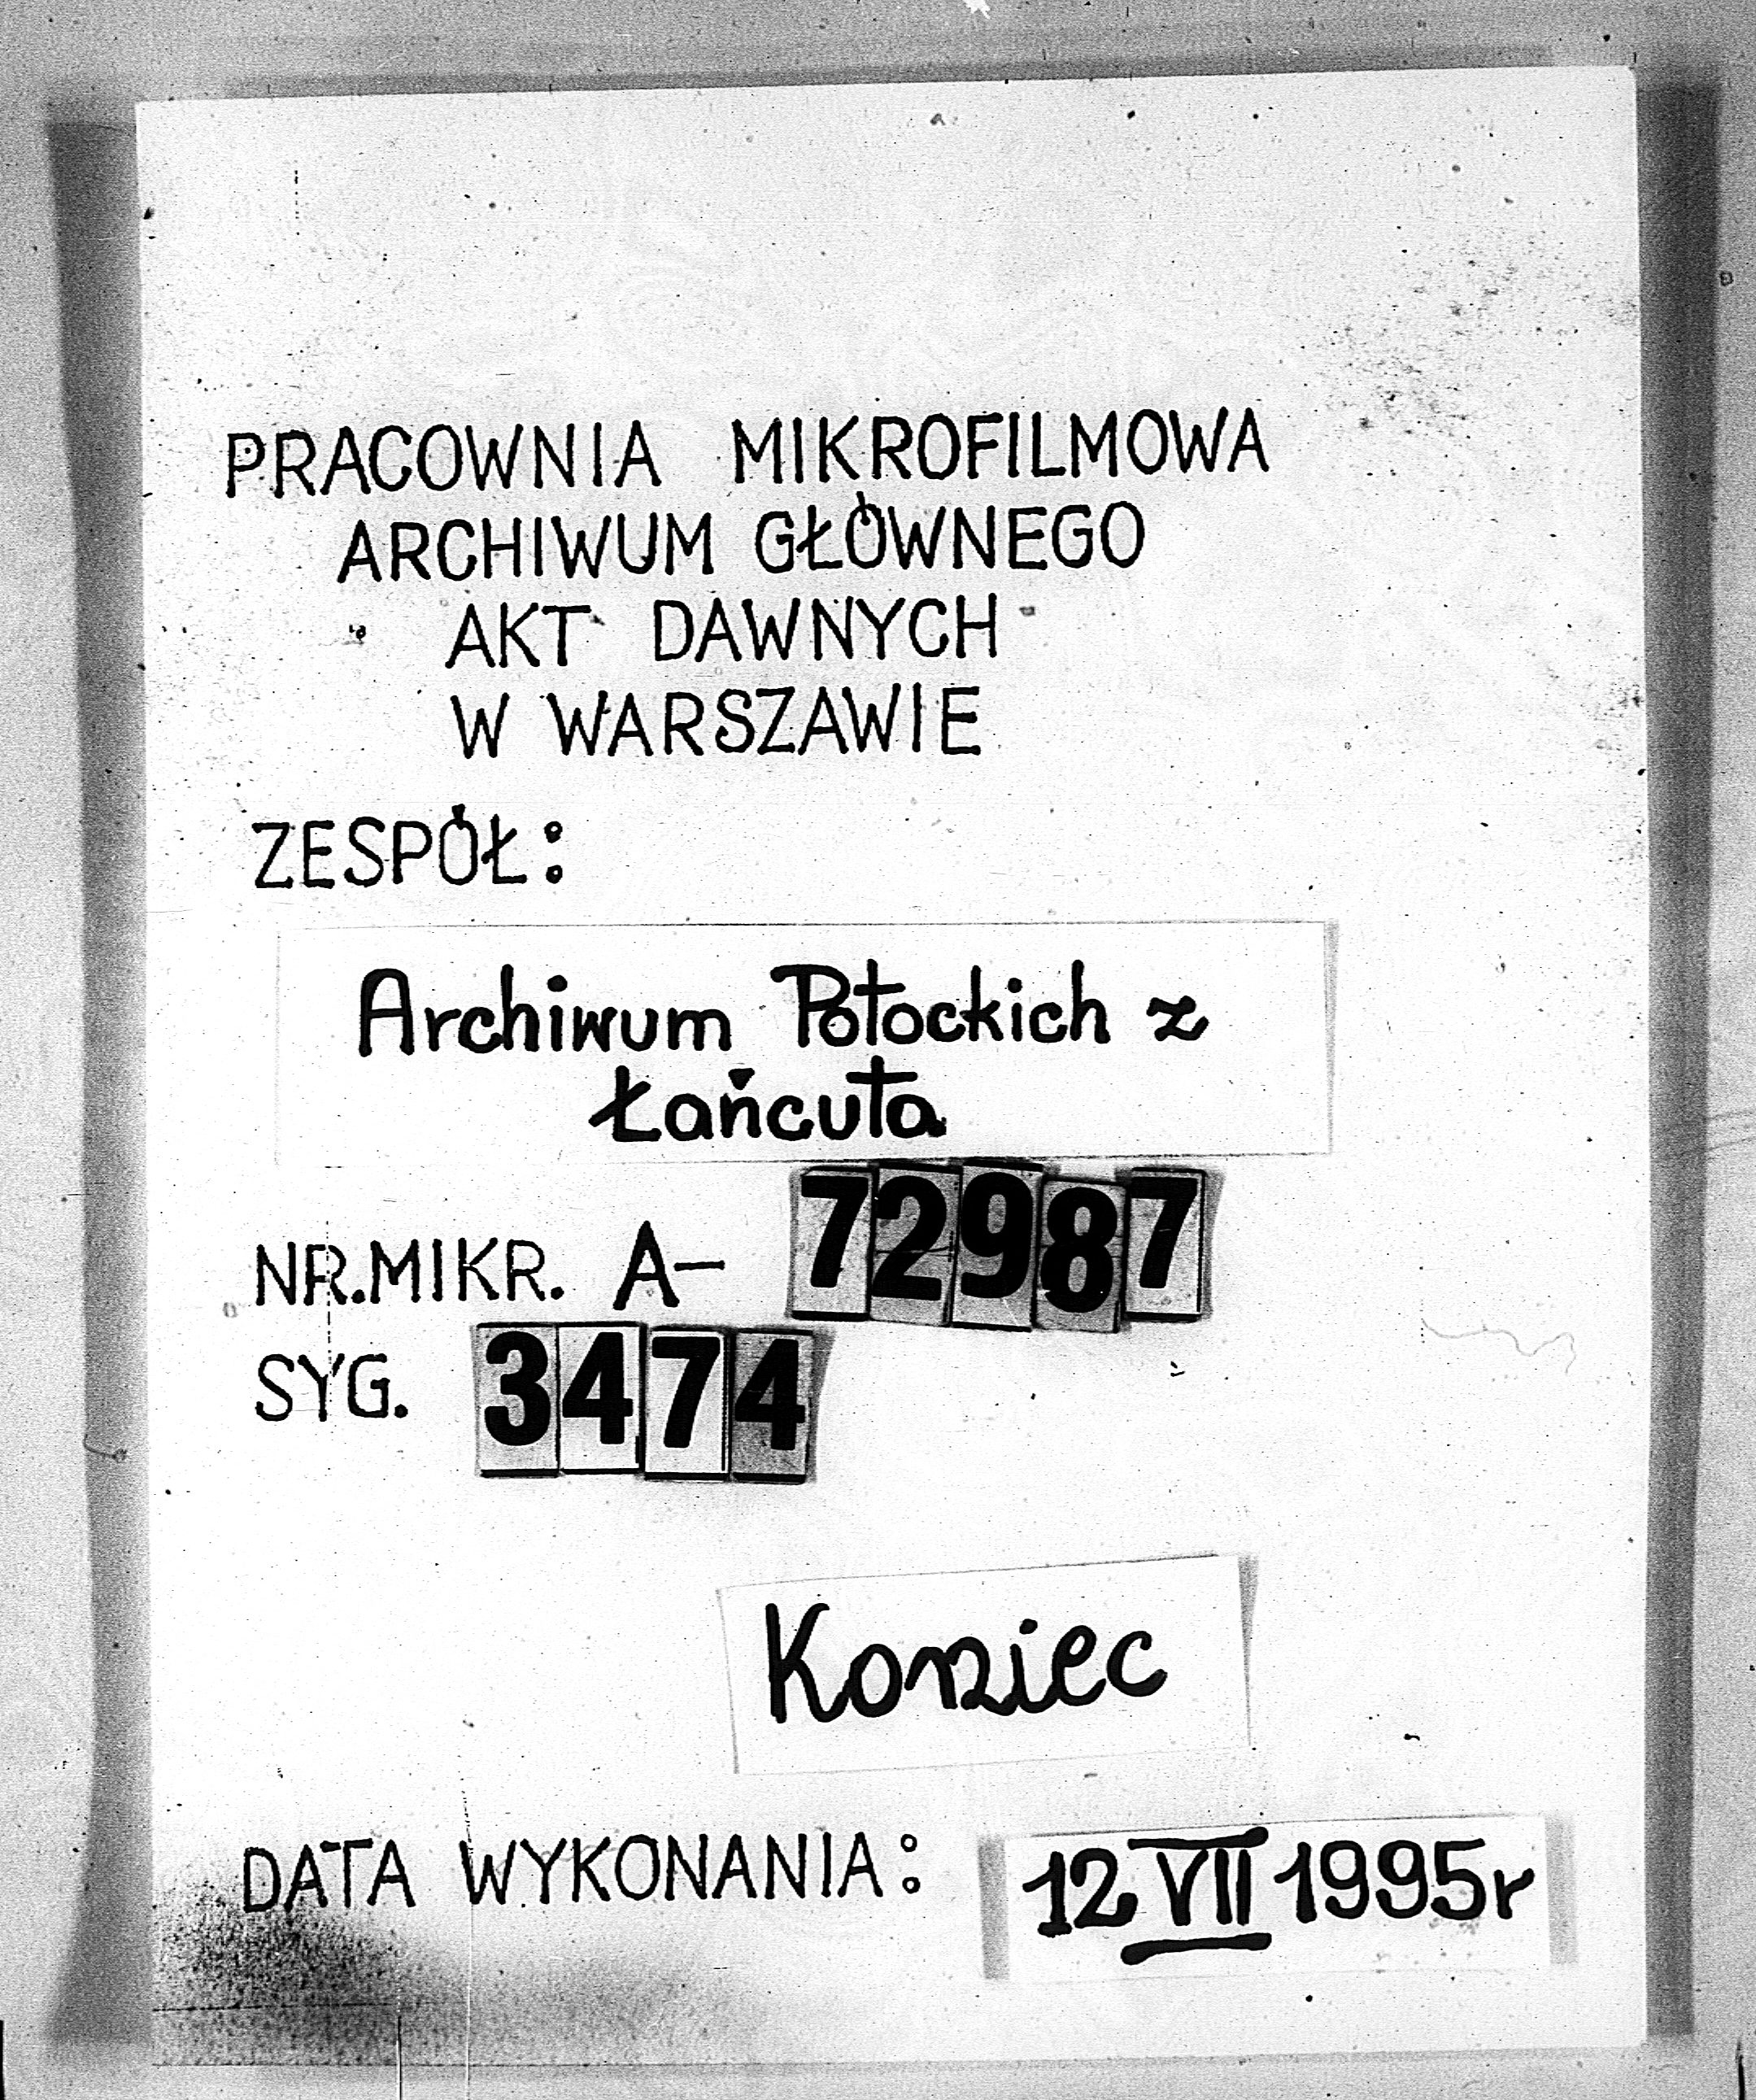 PRACOWNIA MIKROFILMOWA
ARCHIWUM GŁÓWNEGO
AKT DAWNYCH
W WARSZAWIE
ZESPÓŁ:
Archiwum Potockich z
Łańcuta
NR.MIKR. A- 72987
SYG. 3474
Koniec
DATA WYKONANIA: 12 VII 1995r